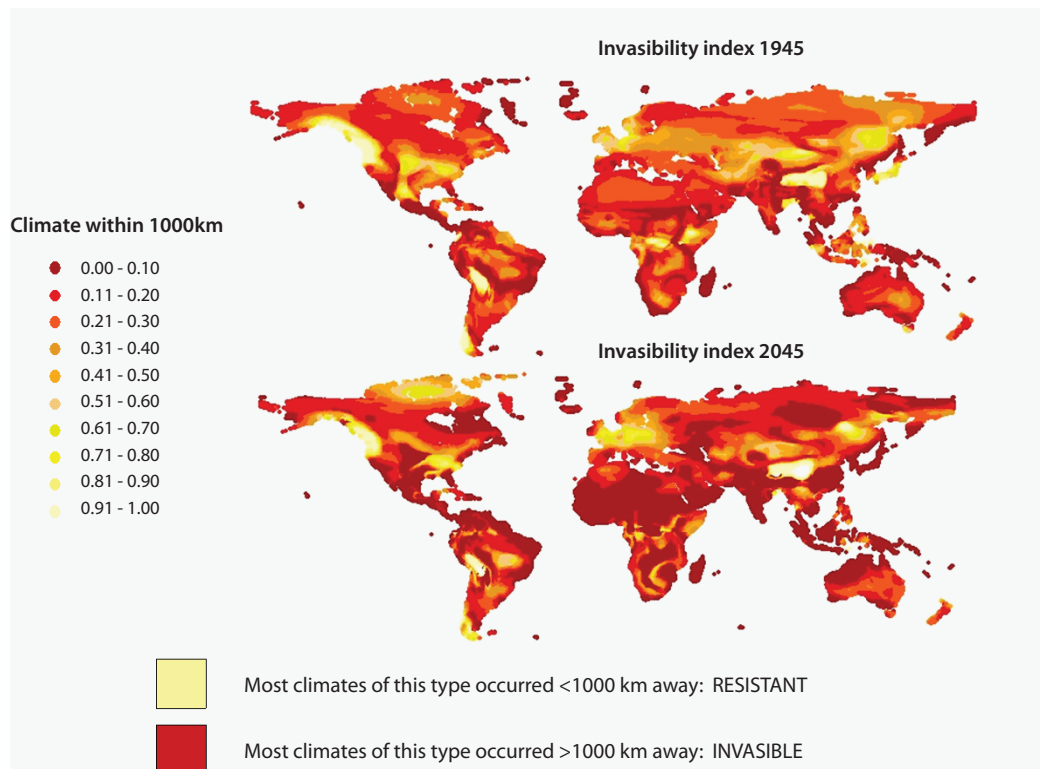 Invasibility index 1945
Climate within 1000km
0.00 - 0.10
0.11 - 0.20
0.21 - 0.30
0.31 - 0.40
0.41 - 0.50
0.51 - 0.60
0.61 - 0.70
0.71 - 0.80
0.81 - 0.90
0.91 - 1.00
Invasibility index 2045
Most climates of this type occurred <1000 km away: RESISTANT
Most climates of this type occurred >1000 km away: INVASIBLE